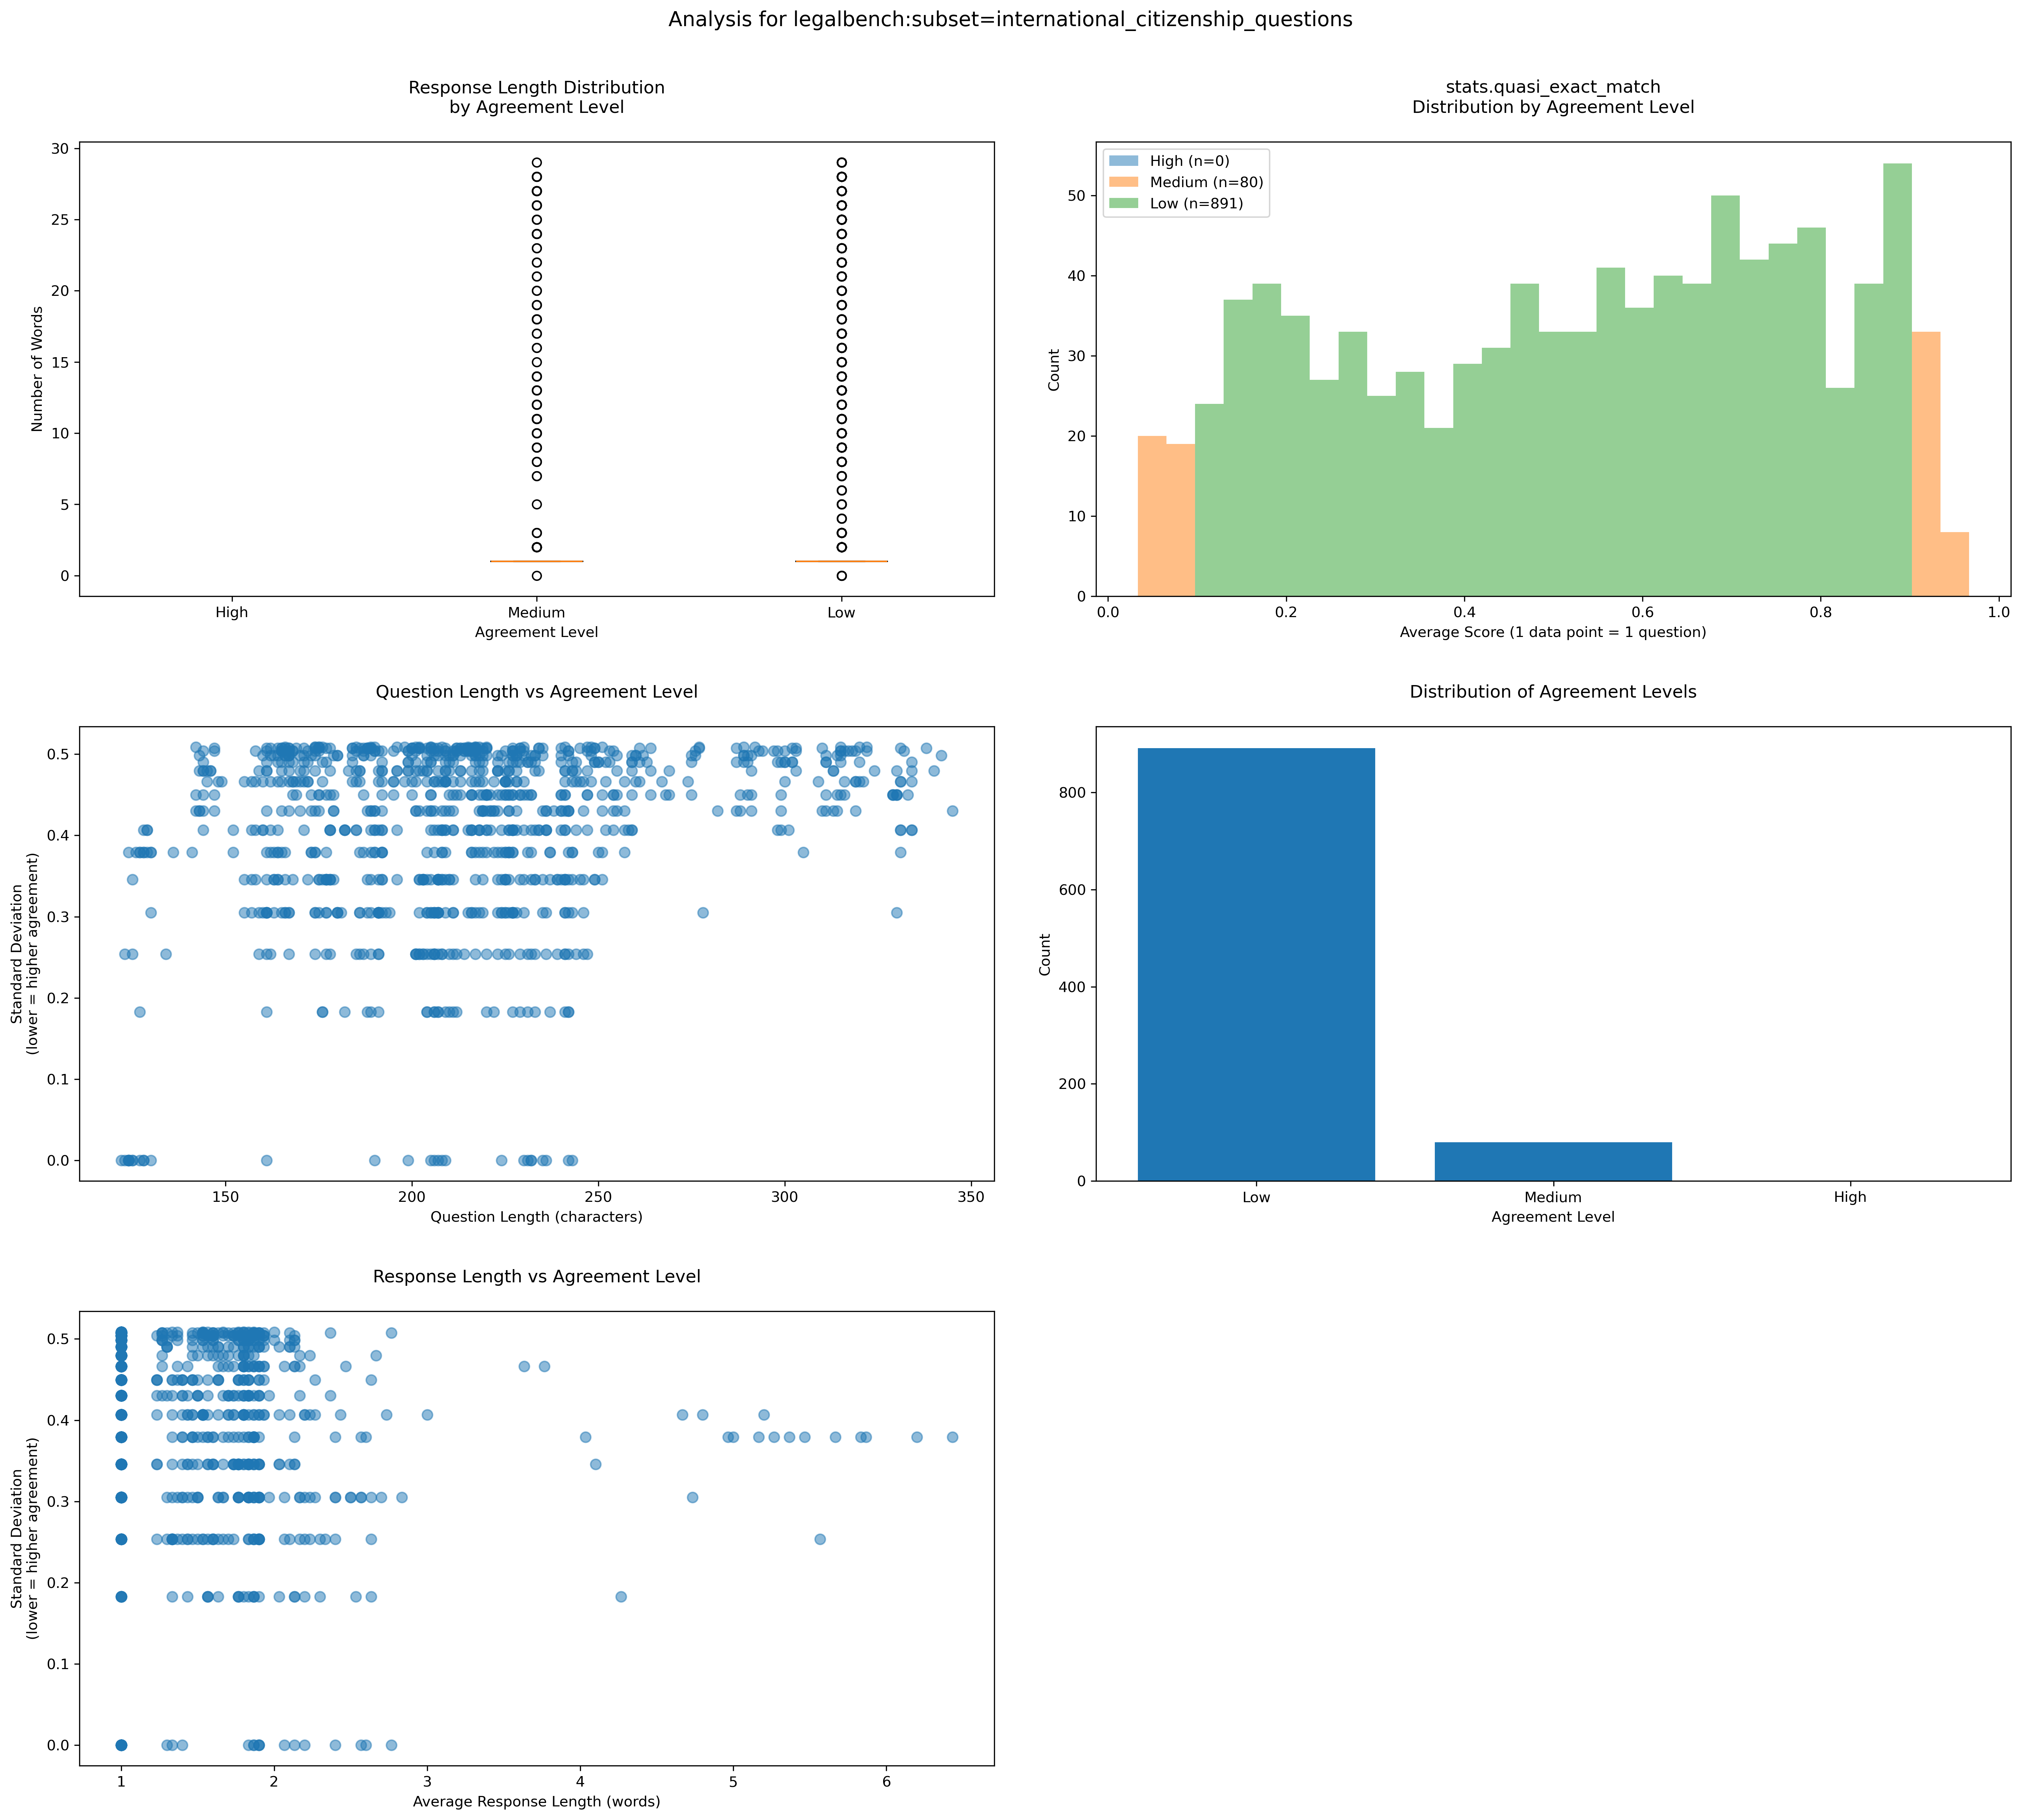 Analysis for legalbench:subset=international_citizenship_questions
Response Length Distribution
by Agreement Level
30
25
20
15
10
5
0
Number of Words
High
Medium
Low
Agreement Level
stats.quasi_exact_match
Distribution by Agreement Level
High (n=0)
Medium (n=80)
Low (n=891)
50
40
30
20
10
0
Count
0.0
0.2
0.4
0.6
0.8
1.0
Average Score (1 data point = 1 question)
Question Length vs Agreement Level
0.5
0.4
0.3
0.2
0.1
0.0
Standard Deviation
(lower = higher agreement)
150
200
250
300
350
Question Length (characters)
Distribution of Agreement Levels
800
600
400
200
0
Count
Low
Medium
High
Agreement Level
Response Length vs Agreement Level
0.5
0.4
0.3
0.2
0.1
0.0
Standard Deviation
(lower = higher agreement)
1
2
3
4
5
6
Average Response Length (words)